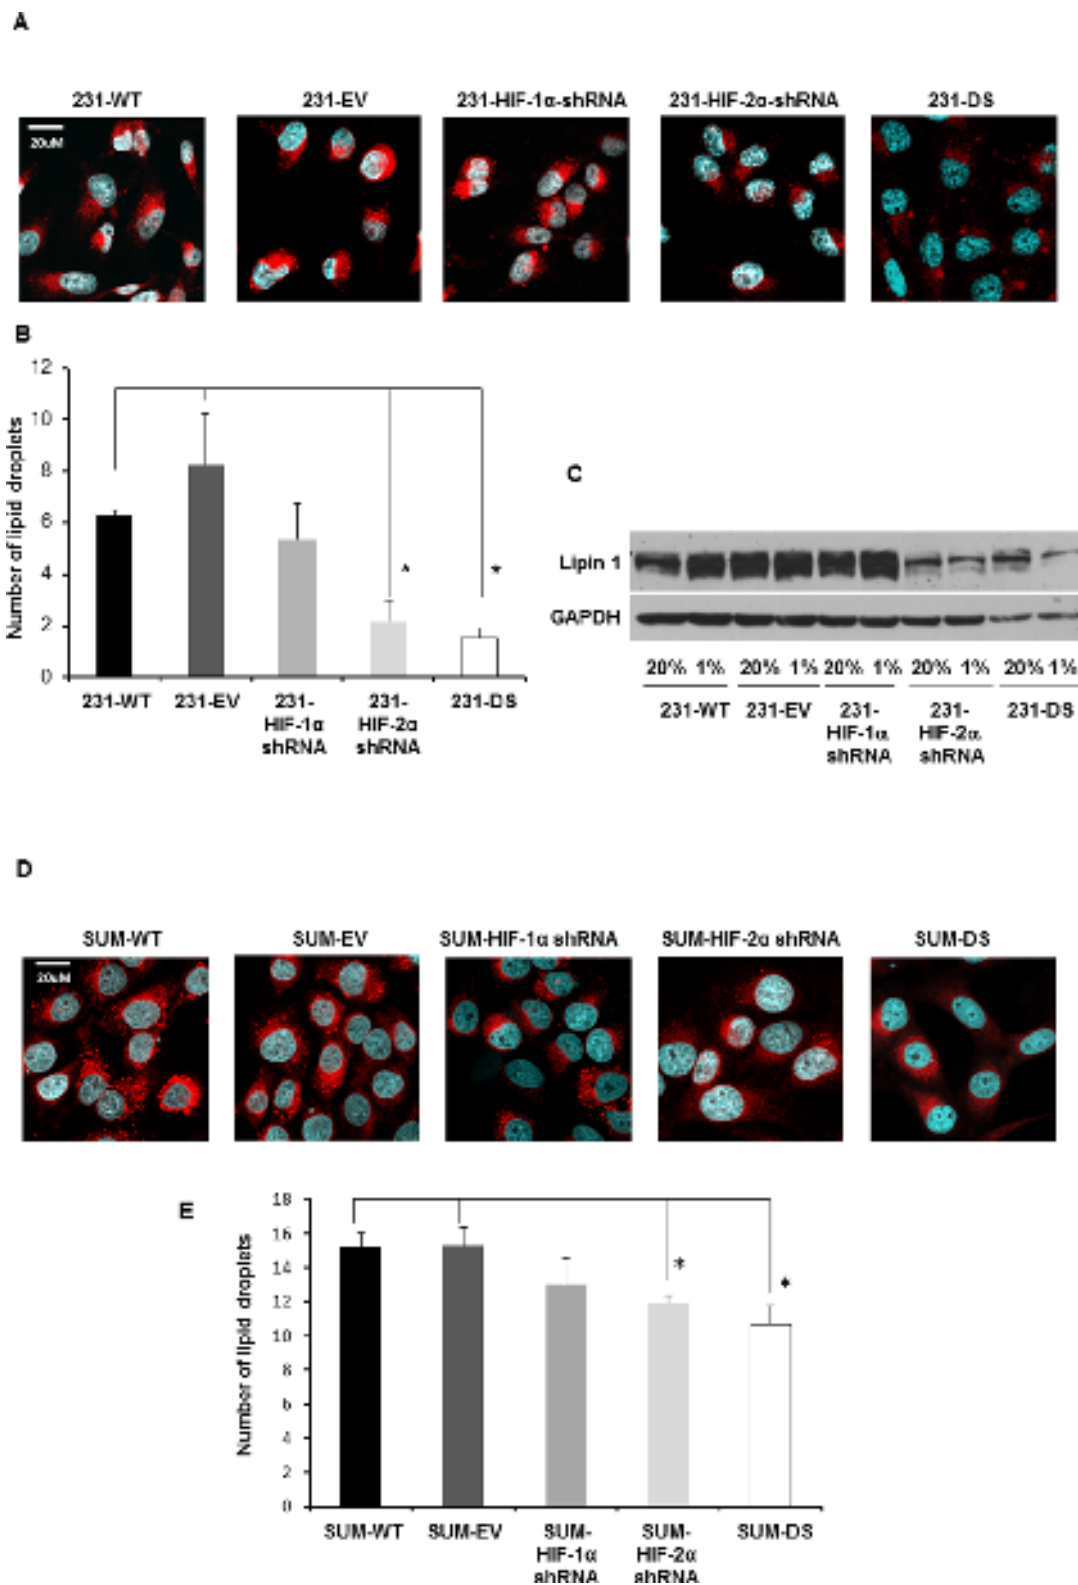 A
231-WT 231-EV 231-HIF-1α-shRNA 231-HIF-2α-shRNA 231-DS
20uM
B
12
10
8
6
4
2
0
Number of lipid droplets
*
231-WT 231-EV 231- 231- 231-DS
HIF-1α HIF-2α
shRNA shRNA
C
Lipin 1
GAPDH
20% 1% 20% 1% 20% 1% 20% 1% 20% 1%
231-WT 231-EV 231- 231- 231-DS
HIF-1α HIF-2α
shRNA shRNA
D
SUM-WT SUM-EV SUM-HIF-1α shRNA SUM-HIF-2α shRNA SUM-DS
20uM
E
18
16
14
12
10
8
6
4
2
0
Number of lipid droplets
* *
SUM-WT SUM-EV SUM- SUM- SUM-DS
HIF-1α HIF-2α
shRNA shRNA